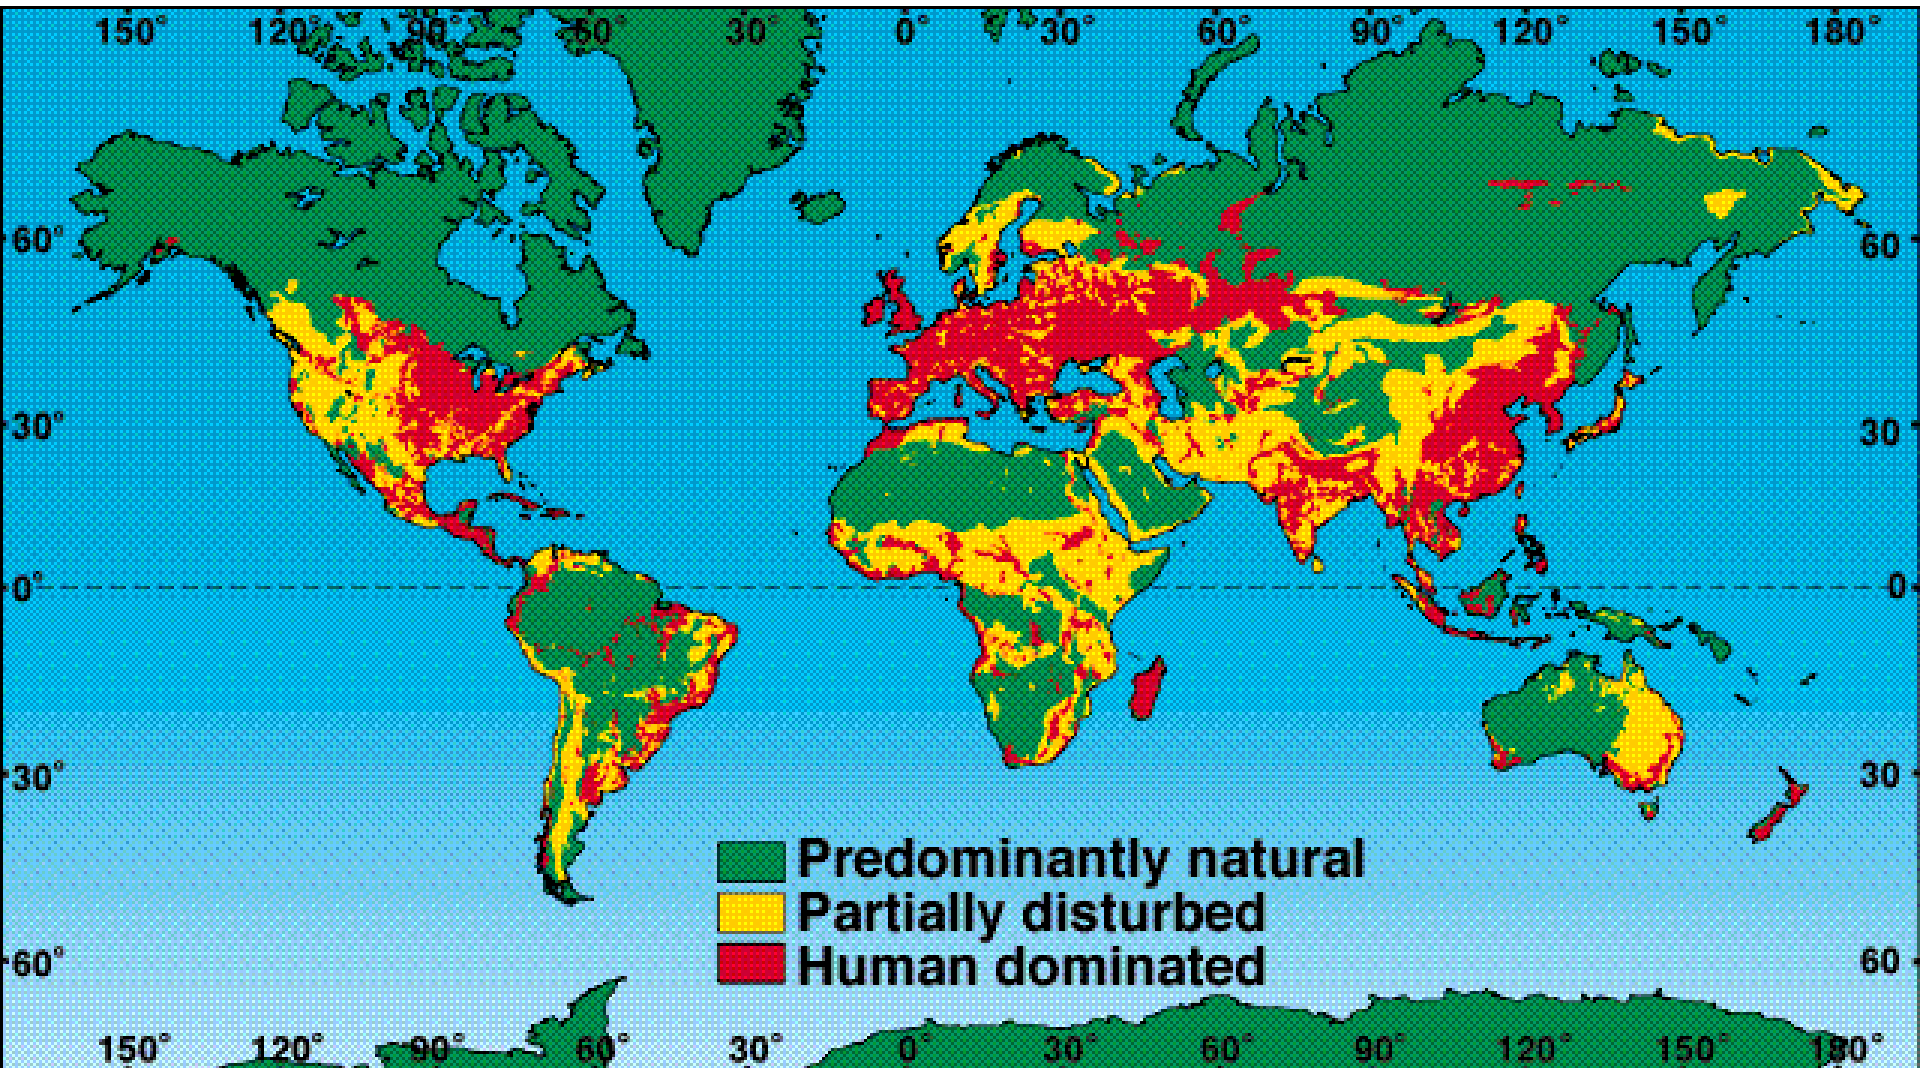 150° 120° 90° 60° 30° 0° 30° 60° 90° 120° 150° 180°
60° 60
30° 30
0° 0
30° 30
Predominantly natural
Partially disturbed
Human dominated
60° 60
150° 120° 90° 60° 30° 0° 30° 60° 90° 120° 150° 180°